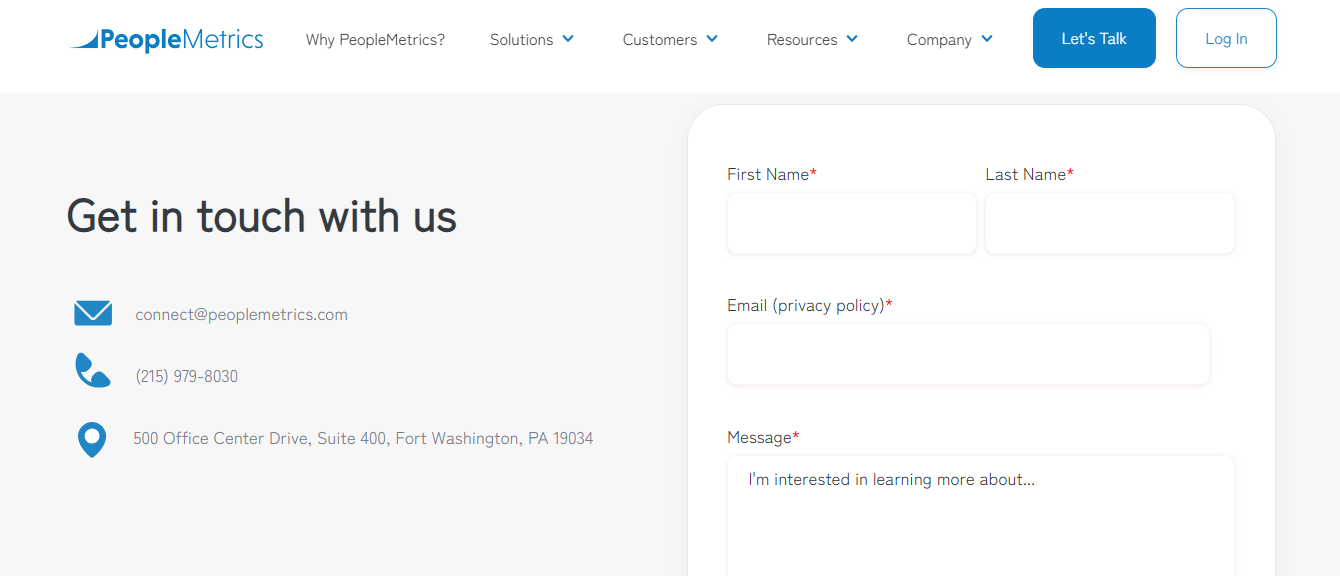 PeopleMetrics Why PeopleMetrics? Solutions Customers Resources Company Let's Talk Log In
Get in touch with us
connect@peoplemetrics.com
(215) 979-8030
500 Office Center Drive, Suite 400, Fort Washington, PA 19034
First Name* Last Name*
Email (privacy policy)*
Message*
I'm interested in learning more about...